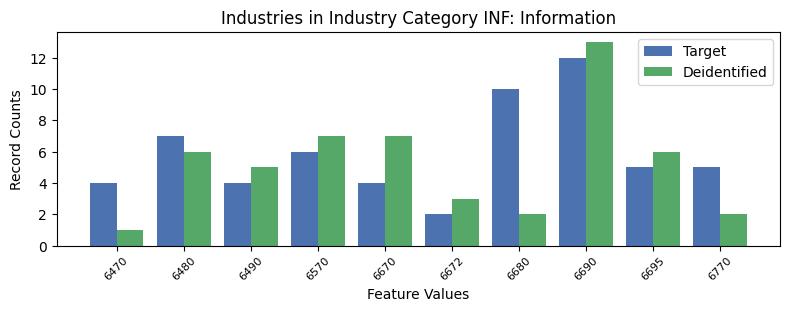 Industries in Industry Category INF: Information
Target
Deidentified
Record Counts
12
10
8
6
4
2
0
6470 6480 6490 6570 6670 6672 6680 6690 6695 6770
Feature Values